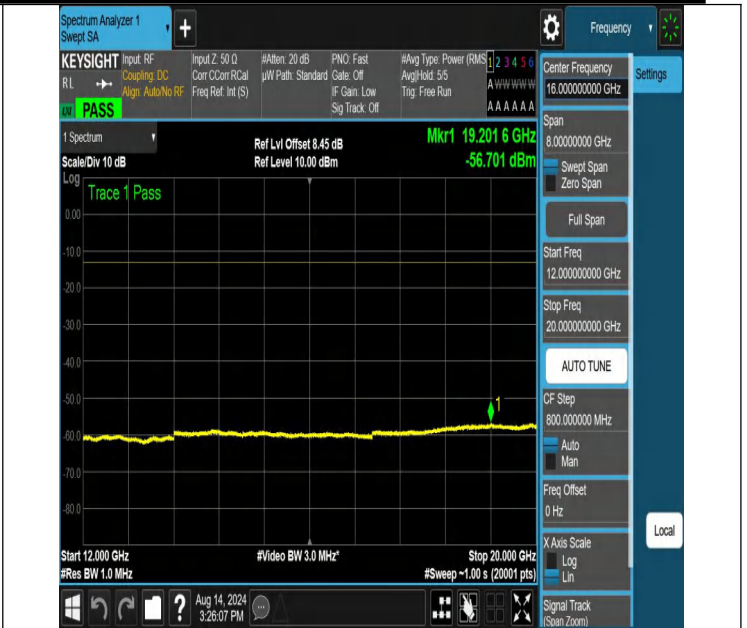 Spectrum Analyzer 1
Swept SA
+
Frequency
KEYSIGHT
RL
PASS
Input: RF
Coupling: DC
Align: Auto/No RF
Input Z: 50 Ω
Corr CCorr RCal
Freq Ref: Int (S)
#Atten: 20 dB
µW Path: Standard
PNO: Fast
Gate: Off
IF Gain: Low
Sig Track: Off
#Avg Type: Power (RMS
Avg|Hold: 5/5
Trig: Free Run
1 2 3 4 5 6
A W W W W W
A A A A A A
1 Spectrum
Scale/Div 10 dB
Ref Lvl Offset 8.45 dB
Ref Level 10.00 dBm
Mkr1 19.201 6 GHz
-56.701 dBm
Log
Trace 1 Pass
0.00
-10.0
-20.0
-30.0
-40.0
-50.0
-60.0
-70.0
-80.0
1
Start 12.000 GHz
#Res BW 1.0 MHz
#Video BW 3.0 MHz*
Stop 20.000 GHz
#Sweep ~1.00 s (20001 pts)
?
Aug 14, 2024
3:26:07 PM
Center Frequency
16.000000000 GHz
Settings
Span
8.00000000 GHz
Swept Span
Zero Span
Full Span
Start Freq
12.000000000 GHz
Stop Freq
20.000000000 GHz
AUTO TUNE
CF Step
800.000000 MHz
Auto
Man
Freq Offset
0 Hz
X Axis Scale
Log
Lin
Local
Signal Track
(Span Zoom)